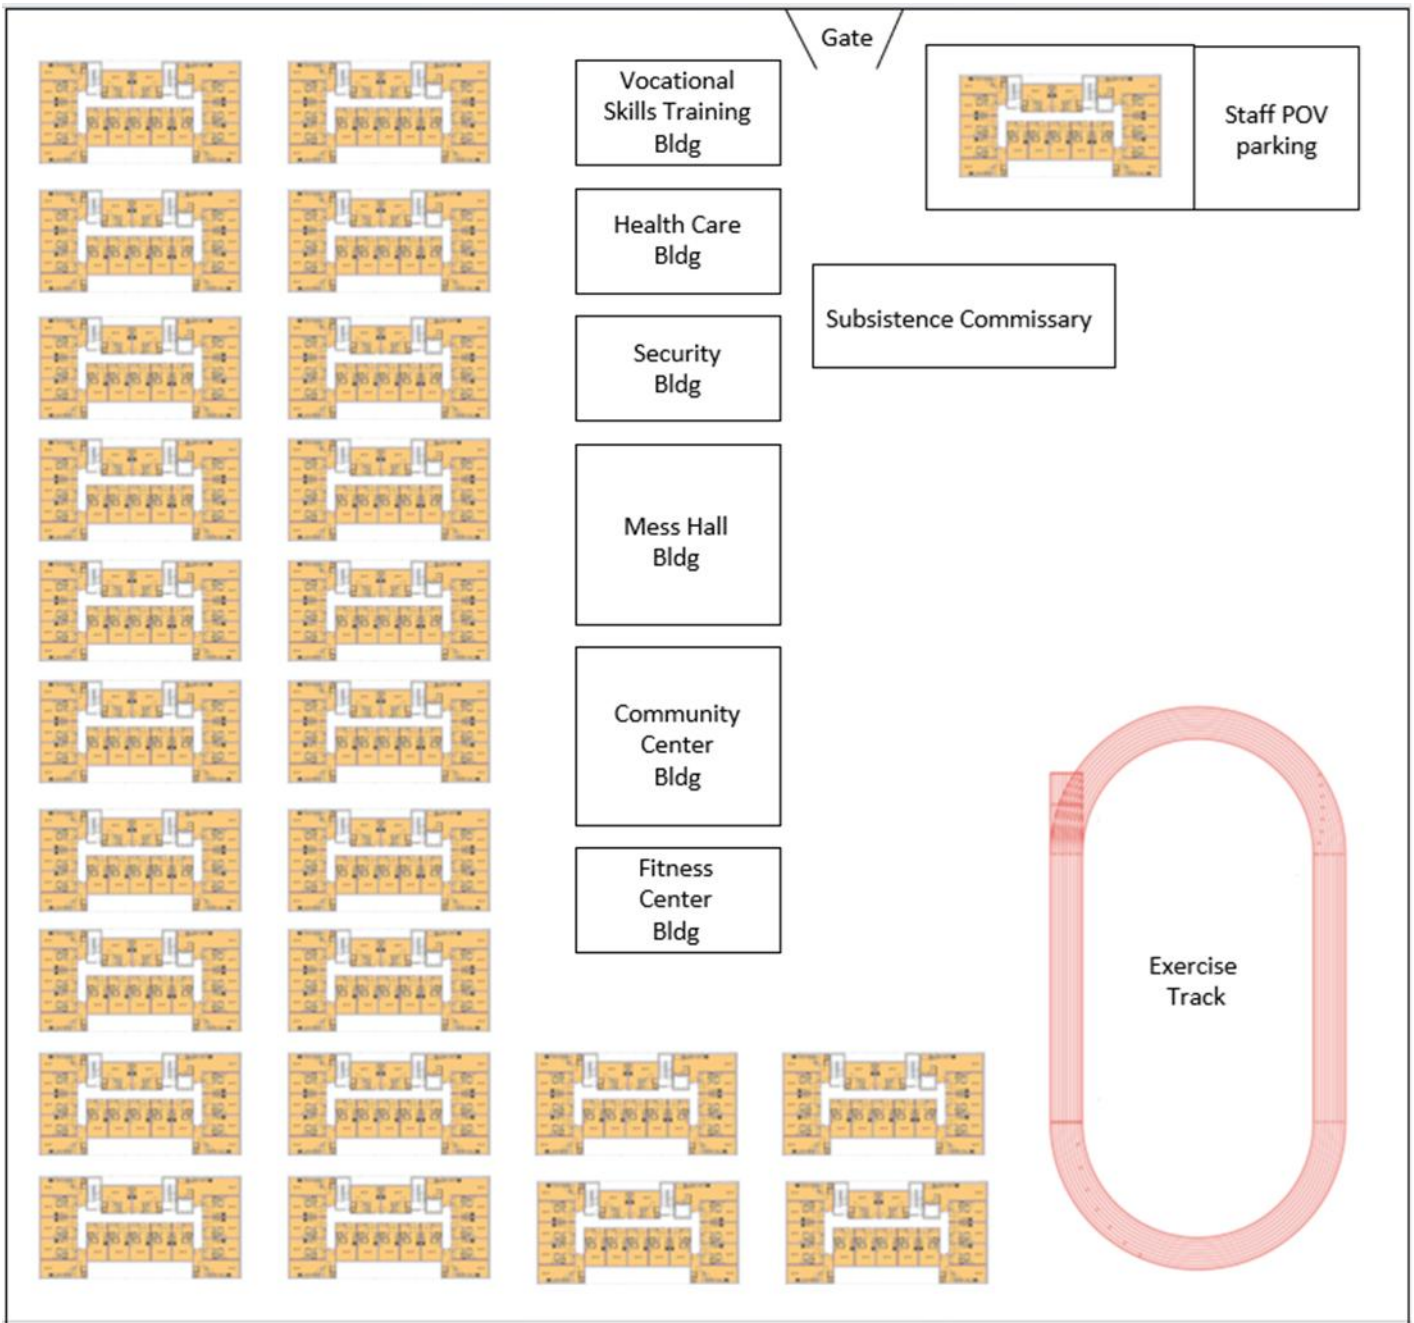 Gate
Vocational
Skills Training
Bldg
Staff POV
parking
Health Care
Bldg
Subsistence Commissary
Security
Bldg
Mess Hall
Bldg
Community
Center
Bldg
Fitness
Center
Bldg
Exercise
Track